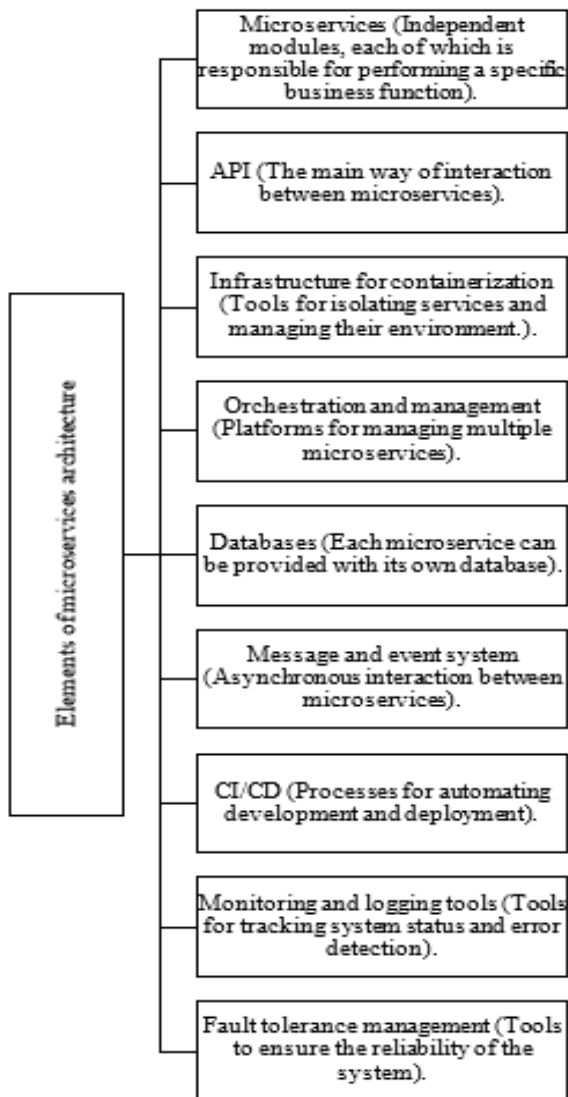 Microservices (Independent
modules, each of which is
responsible for performing a specific
business function).
API (The main way of interaction
between microservices).
Infrastructure for containerization
(Tools for isolating services and
managing their environment.).
Orchestration and management
(Platforms for managing multiple
microservices).
Elements of microservices architecture
Databases (Each microservice can
be provided with its own database).
Message and event system
(Asynchronous interaction between
microservices).
CI/CD (Processes for automating
development and deployment).
Monitoring and logging tools (Tools
for tracking system status and error
detection).
Fault tolerance management (Tools
to ensure the reliability of the
system).